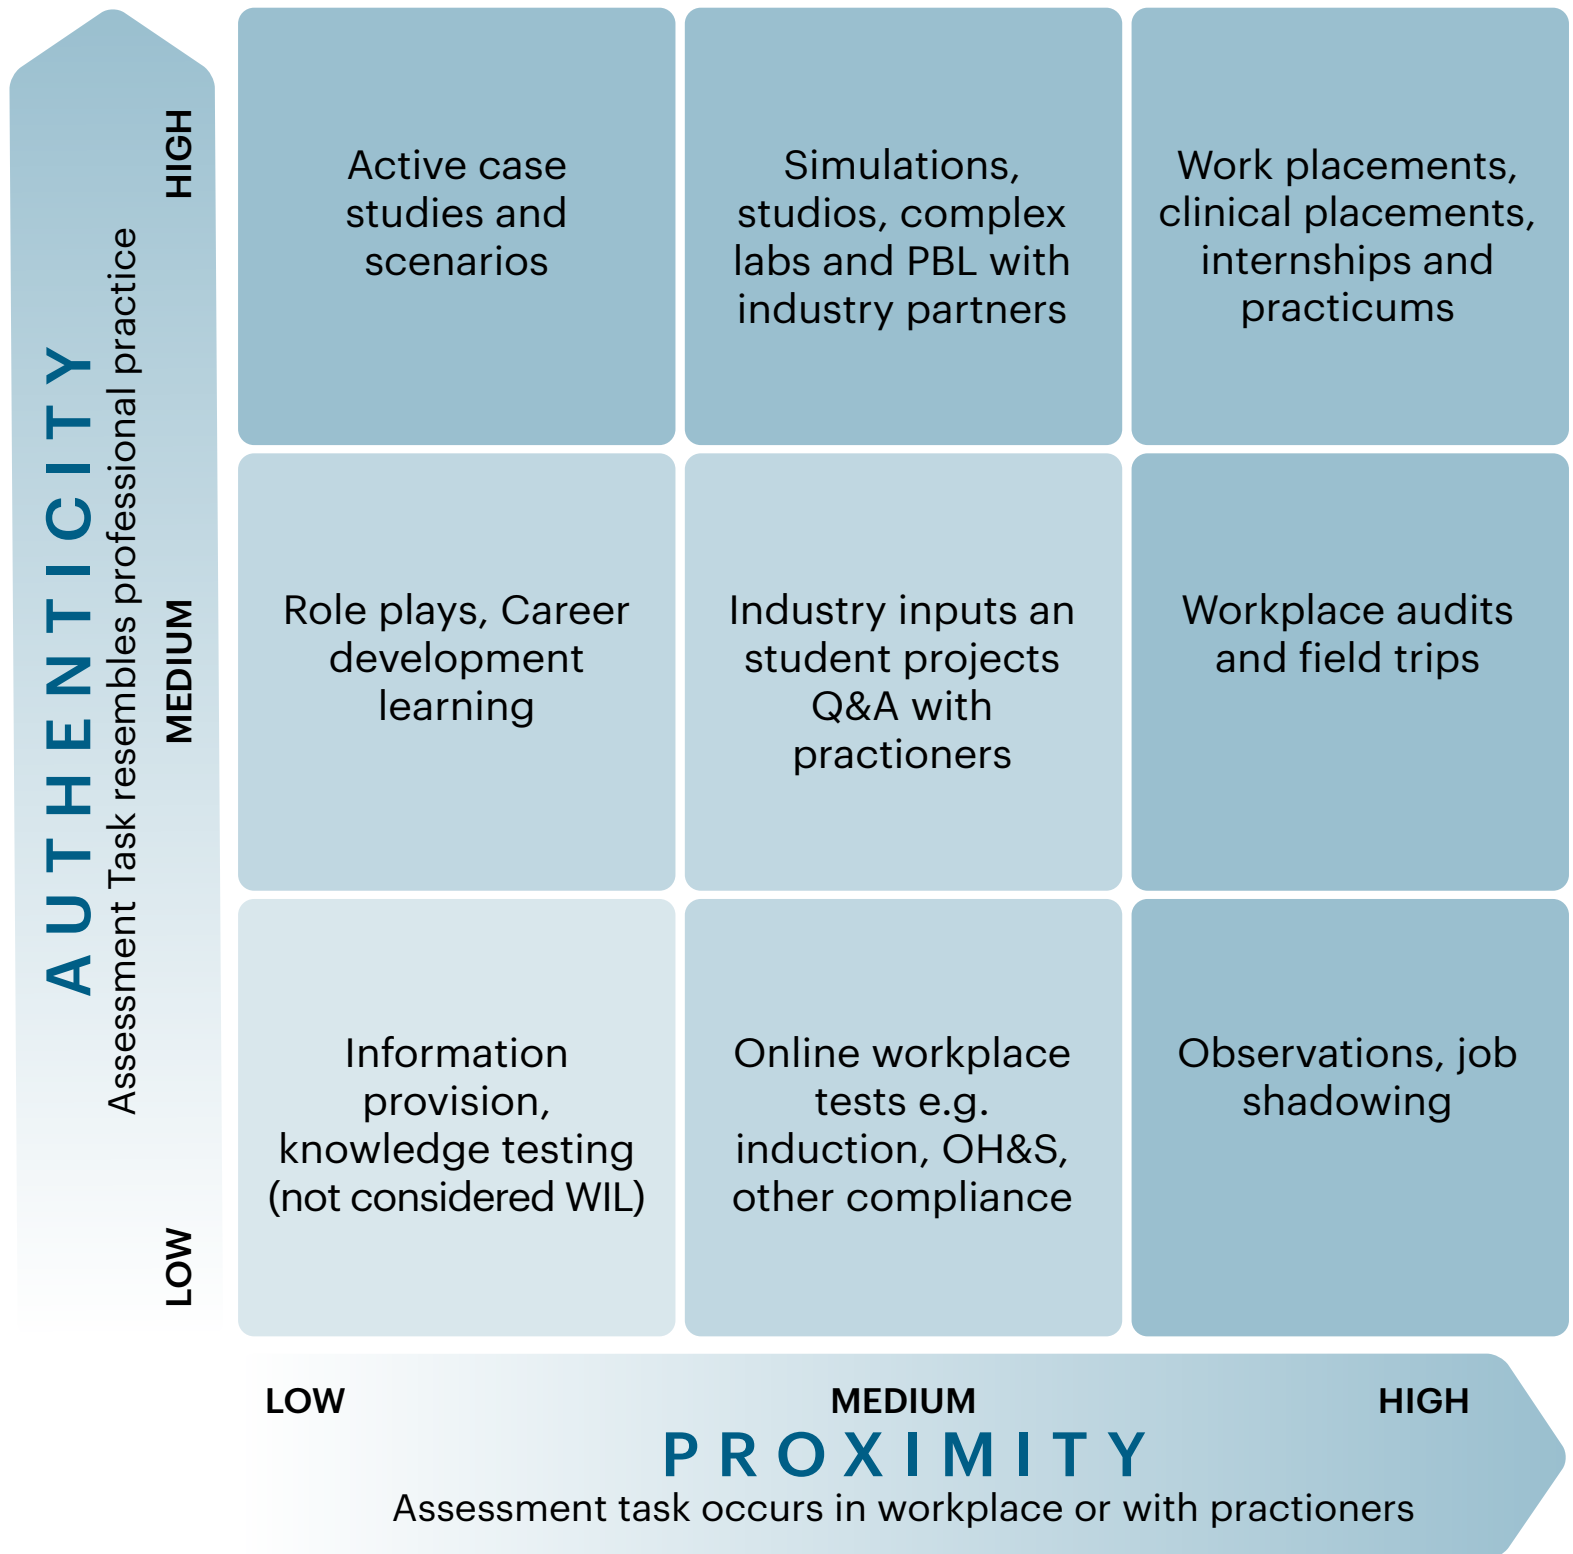 AUTHENTICITY
Assessment Task resembles professional practice
HIGH
MEDIUM
LOW
Active case
studies and
scenarios
Simulations,
studios, complex
labs and PBL with
industry partners
Work placements,
clinical placements,
internships and
practicums
Role plays, Career
development
learning
Industry inputs an
student projects
Q&A with
practioners
Workplace audits
and field trips
Information
provision,
knowledge testing
(not considered WIL)
Online workplace
tests e.g.
induction, OH&S,
other compliance
Observations, job
shadowing
LOW
MEDIUM
HIGH
PROXIMITY
Assessment task occurs in workplace or with practioners